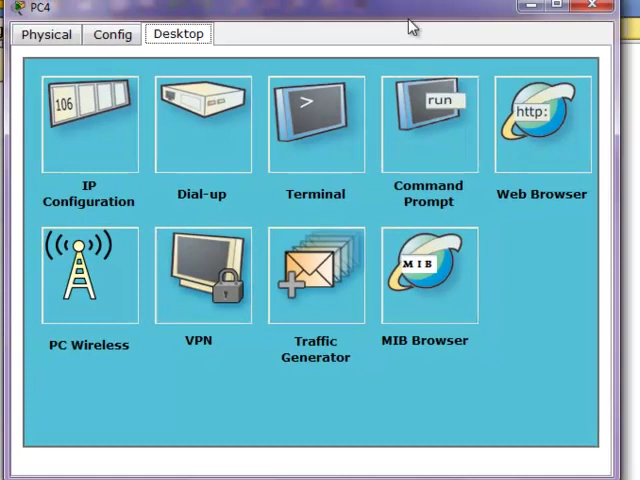 PC4
Physical
Config
Desktop
106
>
run
http:
IP
Configuration
Dial-up
Terminal
Command
Prompt
Web Browser
MIB
PC Wireless
VPN
Traffic
Generator
MIB Browser